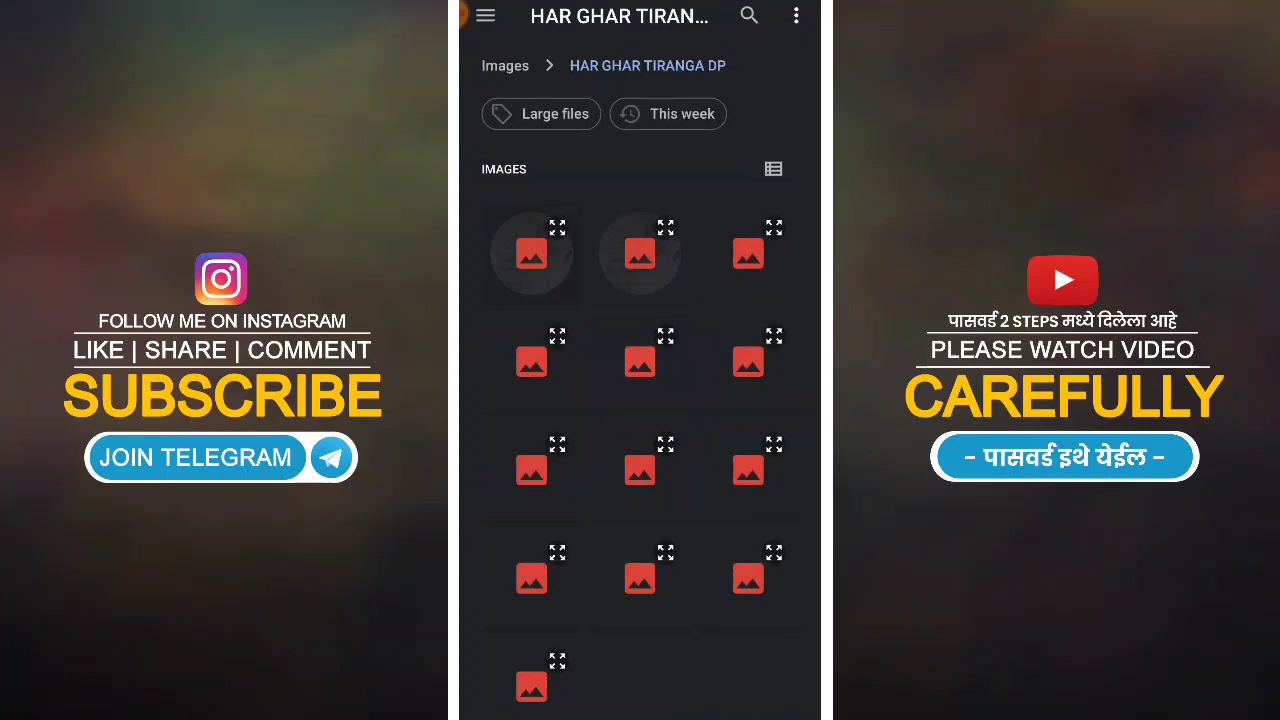 FOLLOW ME ON INSTAGRAM
LIKE | SHARE | COMMENT
SUBSCRIBE
JOIN TELEGRAM
HAR GHAR TIRAN...
Images > HAR GHAR TIRANGA DP
Large files
This week
IMAGES
पासवर्ड 2 STEPS मध्ये दिलेला आहे
PLEASE WATCH VIDEO
CAREFULLY
- पासवर्ड इथे येईल -